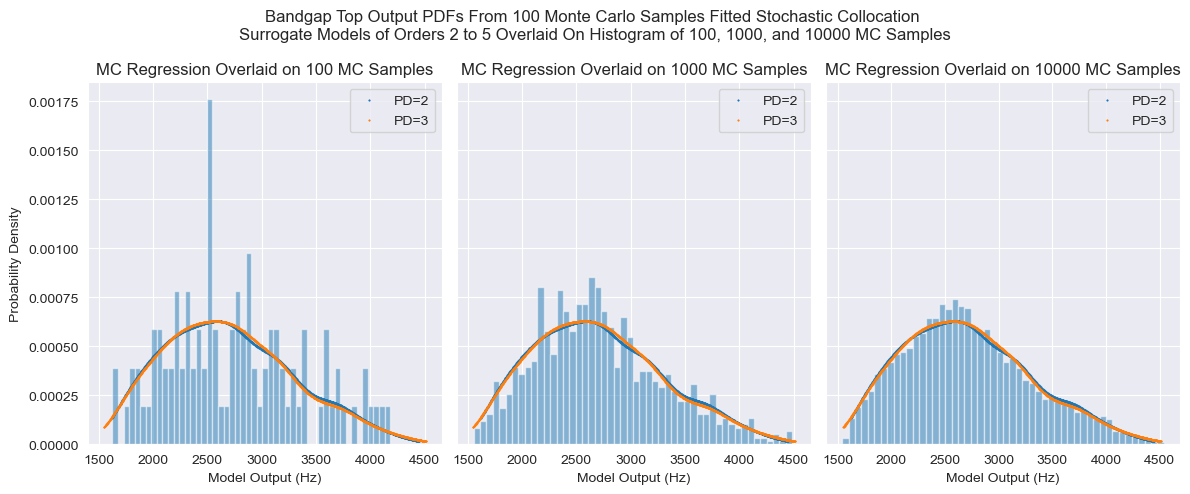 Bandgap Top Output PDFs From 100 Monte Carlo Samples Fitted Stochastic Collocation
Surrogate Models of Orders 2 to 5 Overlaid On Histogram of 100, 1000, and 10000 MC Samples
MC Regression Overlaid on 100 MC Samples
PD=2
PD=3
0.00175
0.00150
0.00125
0.00100
0.00075
0.00050
0.00025
0.00000
Probability Density
1500 2000 2500 3000 3500 4000 4500
Model Output (Hz)
MC Regression Overlaid on 1000 MC Samples
PD=2
PD=3
1500 2000 2500 3000 3500 4000 4500
Model Output (Hz)
MC Regression Overlaid on 10000 MC Samples
PD=2
PD=3
1500 2000 2500 3000 3500 4000 4500
Model Output (Hz)